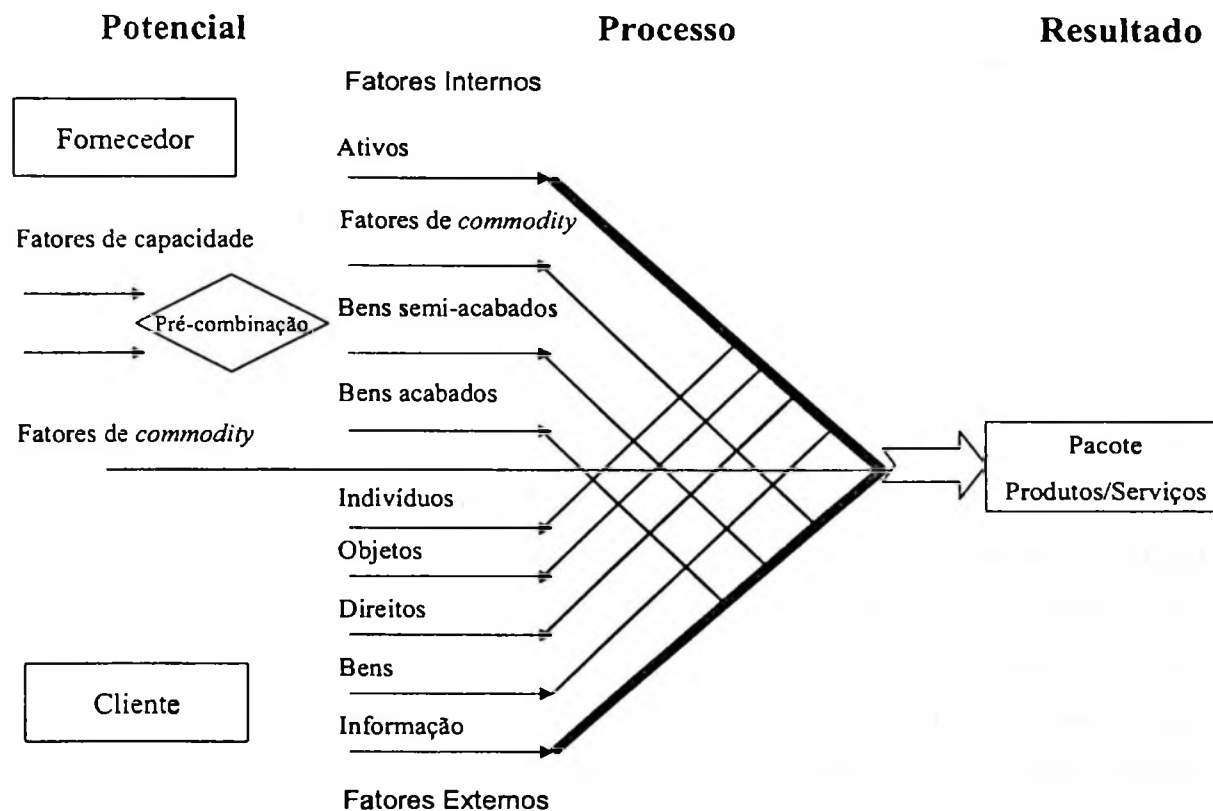 Potencial
Processo
Resultado
Fatores Internos
Fornecedor
Ativos
Fatores de commodity
Fatores de capacidade
Bens semi-acabados
Pré-combinação
Bens acabados
Fatores de commodity
Pacote
Produtos/Serviços
Indivíduos
Objetos
Direitos
Bens
Cliente
Informação
Fatores Externos